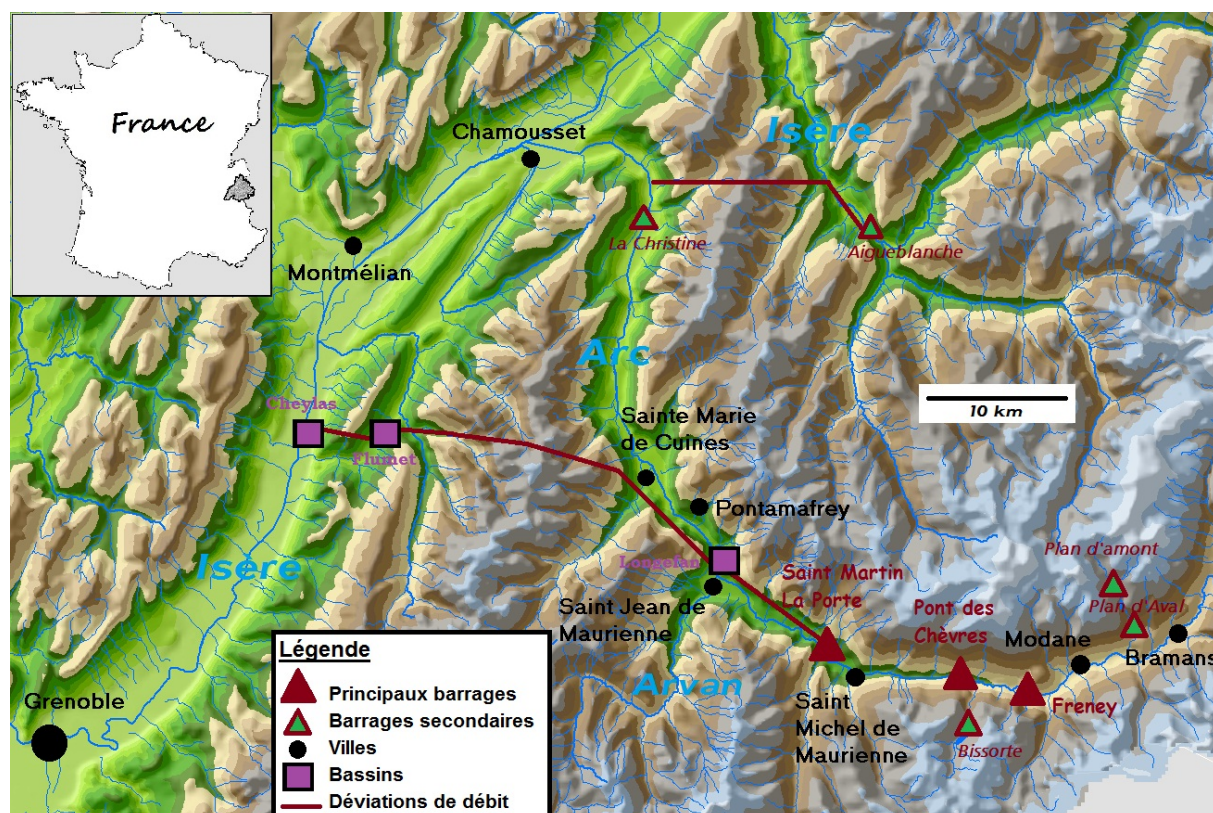 France
Chamousset
Isère
La Christine
Aigueblanche
Montmélian
Arc
10 km
Cheylas
Flumet
Sainte Marie
de Cuines
Pontamafrey
Isère
Longefan
Saint Martin
La Porte
Plan d'amont
Plan d'Aval
Saint Jean de
Maurienne
Pont des
Chèvres
Modane
Bramans
Arvan
Saint
Michel de
Maurienne
Freney
Bissorte
Grenoble
Légende
Principaux barrages
Barrages secondaires
Villes
Bassins
Déviations de débit